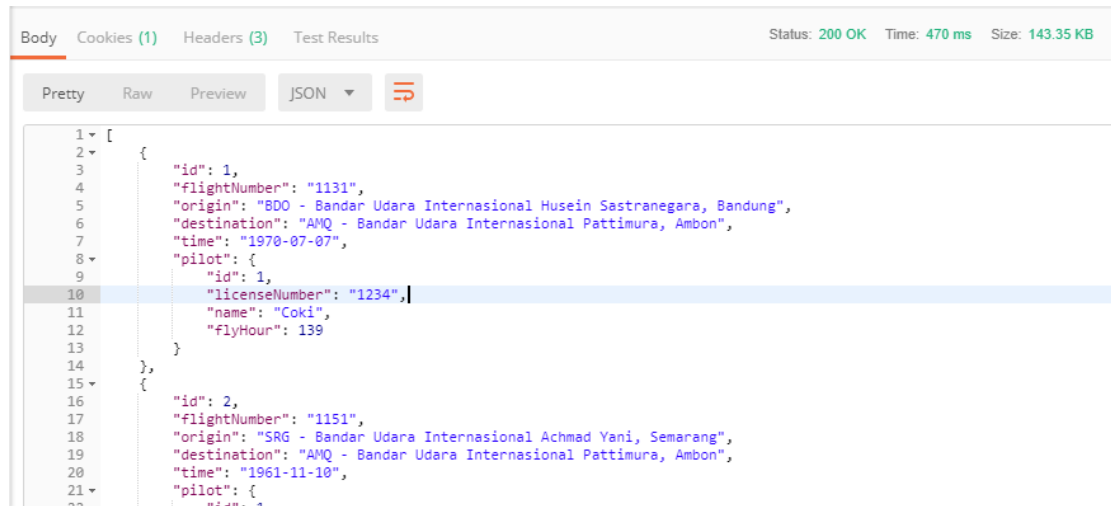 Body Cookies (1) Headers (3) Test Results Status: 200 OK Time: 470 ms Size: 143.35 KB
Pretty Raw Preview JSON
1 [
2 {
3 "id": 1,
4 "flightNumber": "1131",
5 "origin": "BDO - Bandar Udara Internasional Husein Sastranegara, Bandung",
6 "destination": "AMQ - Bandar Udara Internasional Pattimura, Ambon",
7 "time": "1970-07-07",
8 "pilot": {
9 "id": 1,
10 "licenseNumber": "1234",
11 "name": "Coki",
12 "flyHour": 139
13 }
14 },
15 {
16 "id": 2,
17 "flightNumber": "1151",
18 "origin": "SRG - Bandar Udara Internasional Achmad Yani, Semarang",
19 "destination": "AMQ - Bandar Udara Internasional Pattimura, Ambon",
20 "time": "1961-11-10",
21 "pilot": {